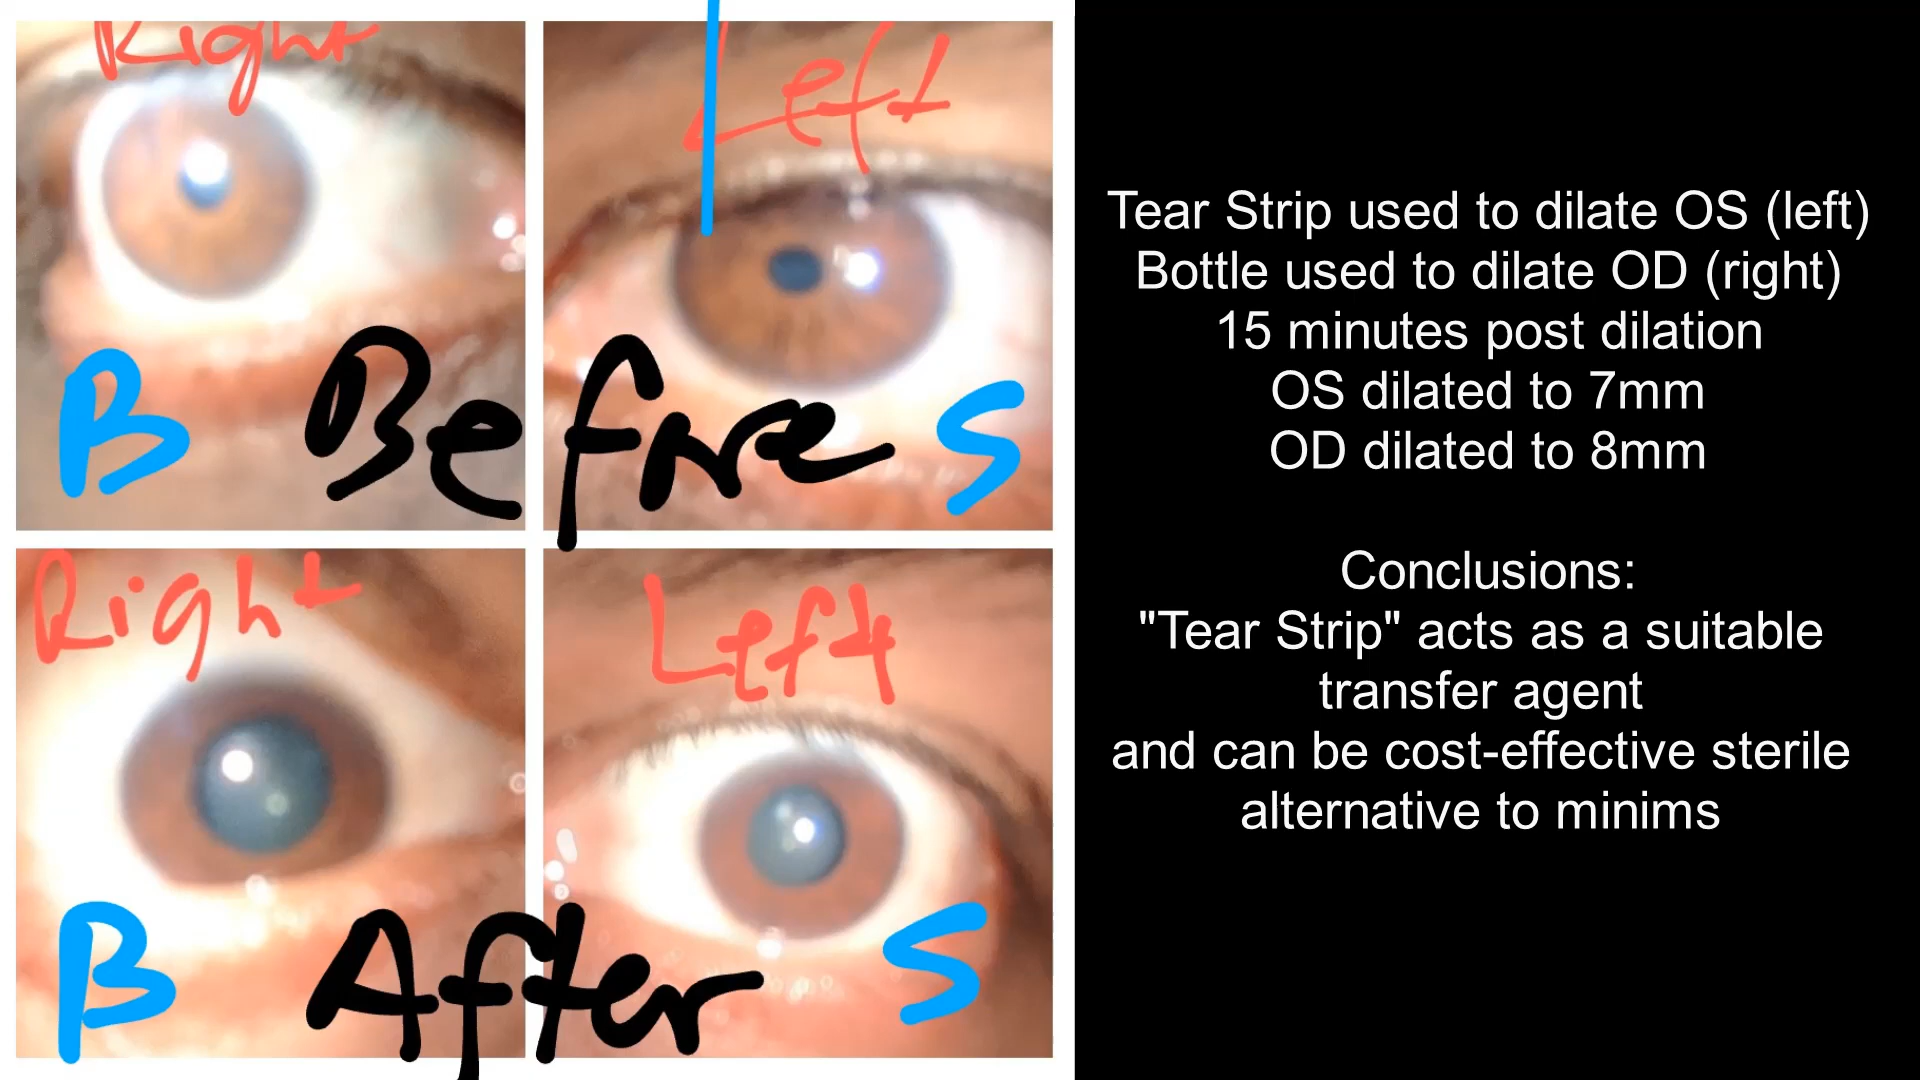 Right
Left
B Before S
Right
Left
B After S
Tear Strip used to dilate OS (left)
Bottle used to dilate OD (right)
15 minutes post dilation
OS dilated to 7mm
OD dilated to 8mm
Conclusions:
"Tear Strip" acts as a suitable
transfer agent
and can be cost-effective sterile
alternative to minims